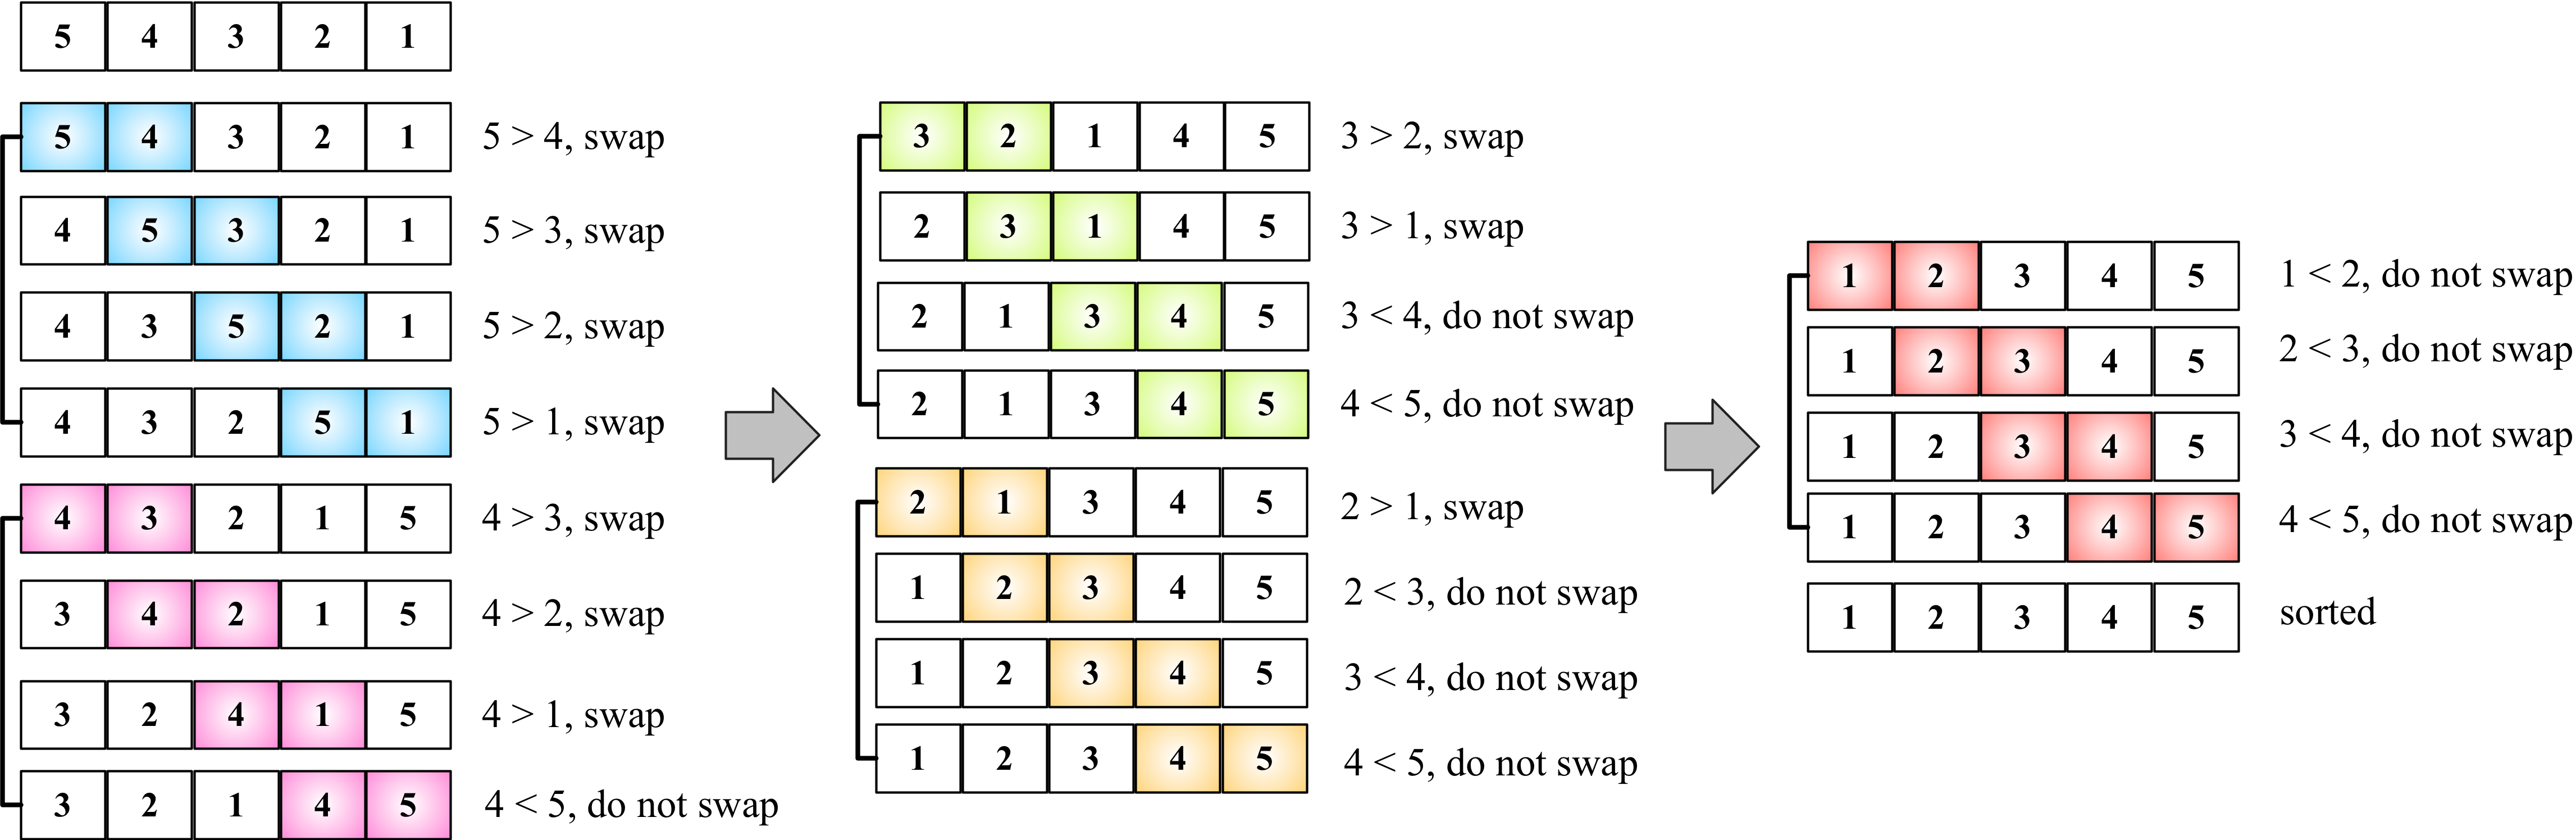 5 4 3 2 1
5 4 3 2 1 5 > 4, swap
4 5 3 2 1 5 > 3, swap
4 3 5 2 1 5 > 2, swap
4 3 2 5 1 5 > 1, swap
4 3 2 1 5 4 > 3, swap
3 4 2 1 5 4 > 2, swap
3 2 4 1 5 4 > 1, swap
3 2 1 4 5 4 < 5, do not swap
3 2 1 4 5 3 > 2, swap
2 3 1 4 5 3 > 1, swap
2 1 3 4 5 3 < 4, do not swap
2 1 3 4 5 4 < 5, do not swap
2 1 3 4 5 2 > 1, swap
1 2 3 4 5 2 < 3, do not swap
1 2 3 4 5 3 < 4, do not swap
1 2 3 4 5 4 < 5, do not swap
1 2 3 4 5 1 < 2, do not swap
1 2 3 4 5 2 < 3, do not swap
1 2 3 4 5 3 < 4, do not swap
1 2 3 4 5 4 < 5, do not swap
1 2 3 4 5 sorted